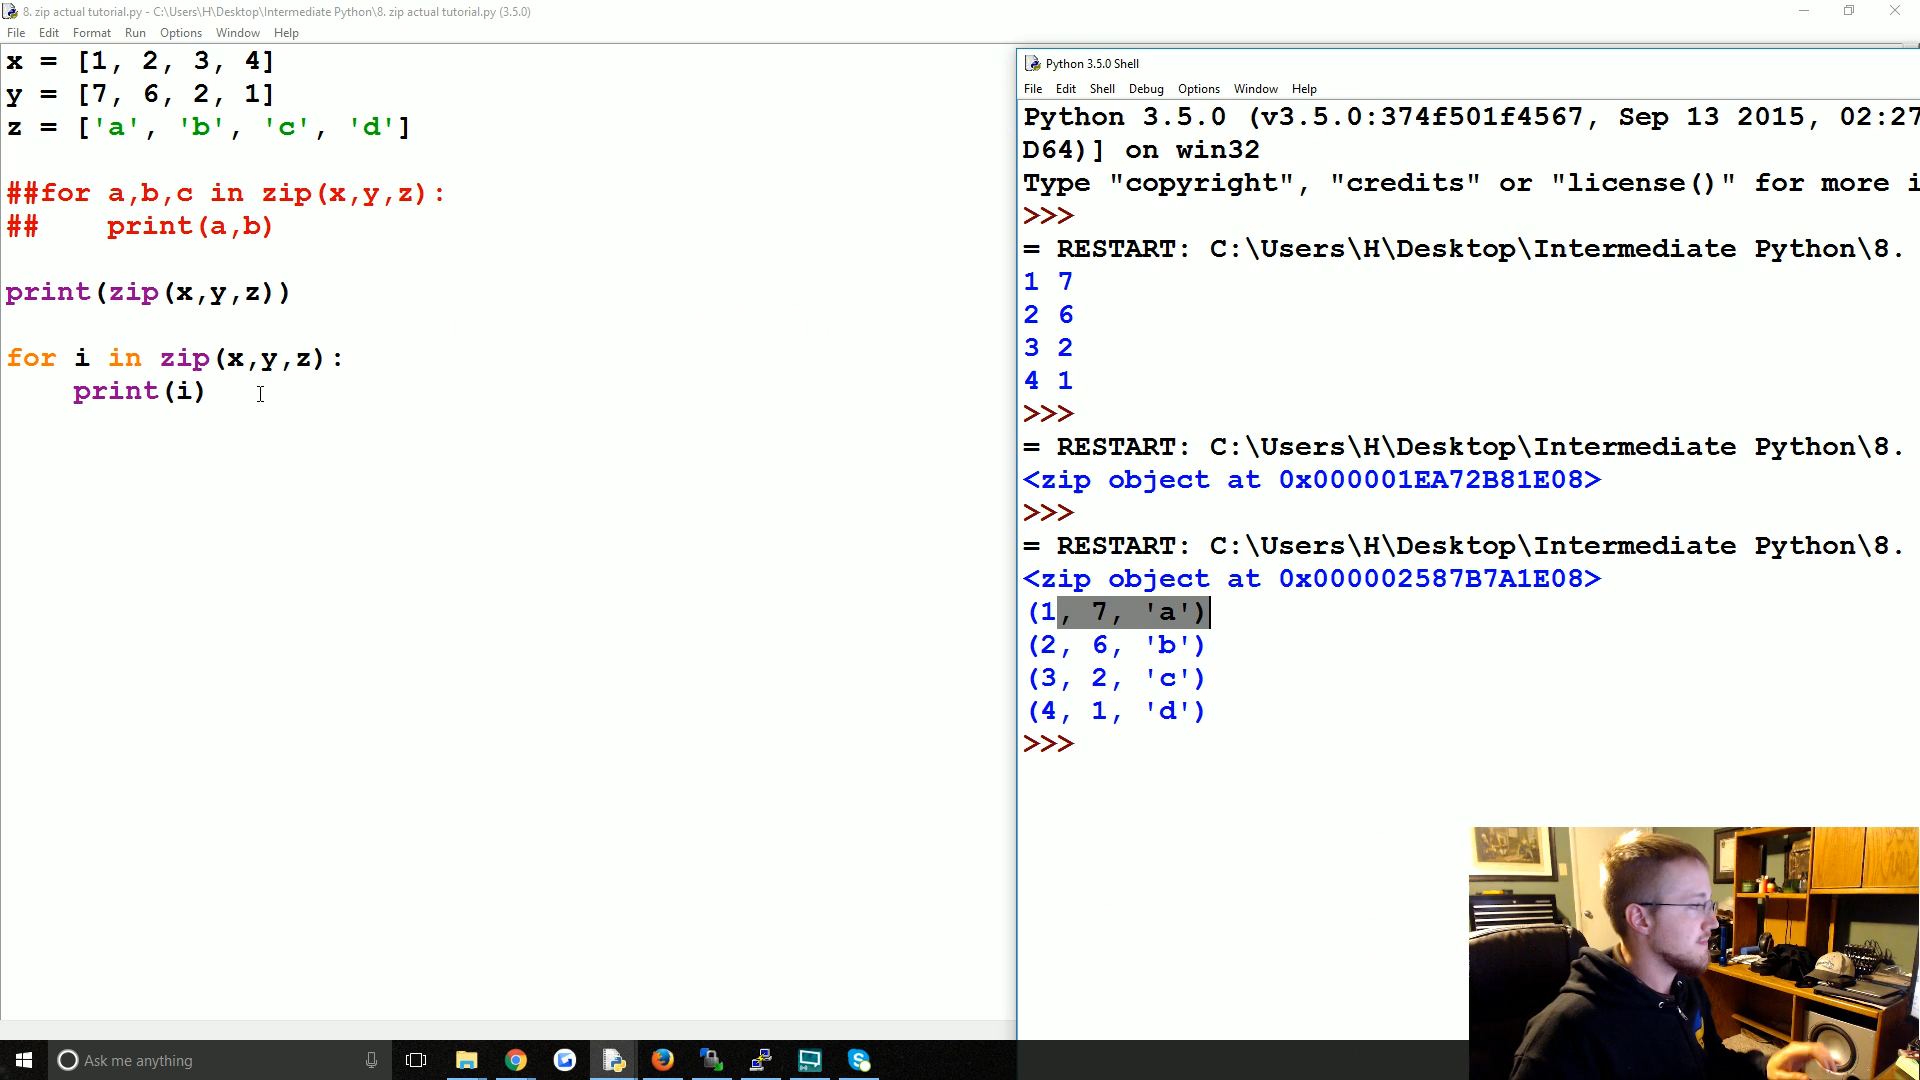 8. zip actual tutorial.py - C:\Users\H\Desktop\Intermediate Python\8. zip actual tutorial.py (3.5.0)
File Edit Format Run Options Window Help
x = [1, 2, 3, 4]
y = [7, 6, 2, 1]
z = ['a', 'b', 'c', 'd']
##for a,b,c in zip(x,y,z):
##    print(a,b)
print(zip(x,y,z))
for i in zip(x,y,z):
    print(i)
Python 3.5.0 Shell
File Edit Shell Debug Options Window Help
Python 3.5.0 (v3.5.0:374f501f4567, Sep 13 2015, 02:27
D64)] on win32
Type "copyright", "credits" or "license()" for more i
>>>
= RESTART: C:\Users\H\Desktop\Intermediate Python\8.
1 7
2 6
3 2
4 1
>>>
= RESTART: C:\Users\H\Desktop\Intermediate Python\8.
<zip object at 0x000001EA72B81E08>
>>>
= RESTART: C:\Users\H\Desktop\Intermediate Python\8.
<zip object at 0x000002587B7A1E08>
(1, 7, 'a')
(2, 6, 'b')
(3, 2, 'c')
(4, 1, 'd')
>>>
Ask me anything